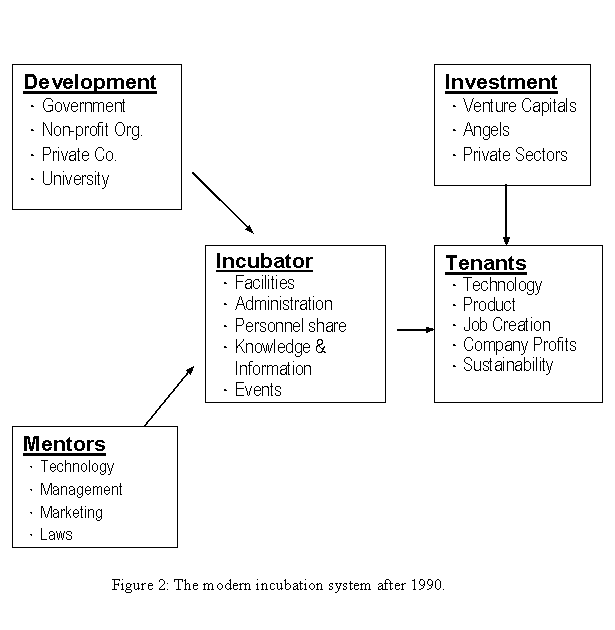 Development
· Government
· Non-profit Org.
· Private Co.
· University
Investment
· Venture Capitals
· Angels
· Private Sectors
Incubator
· Facilities
· Administration
· Personnel share
· Knowledge &
Information
· Events
Tenants
· Technology
· Product
· Job Creation
· Company Profits
· Sustainability
Mentors
· Technology
· Management
· Marketing
· Laws
Figure 2: The modern incubation system after 1990.